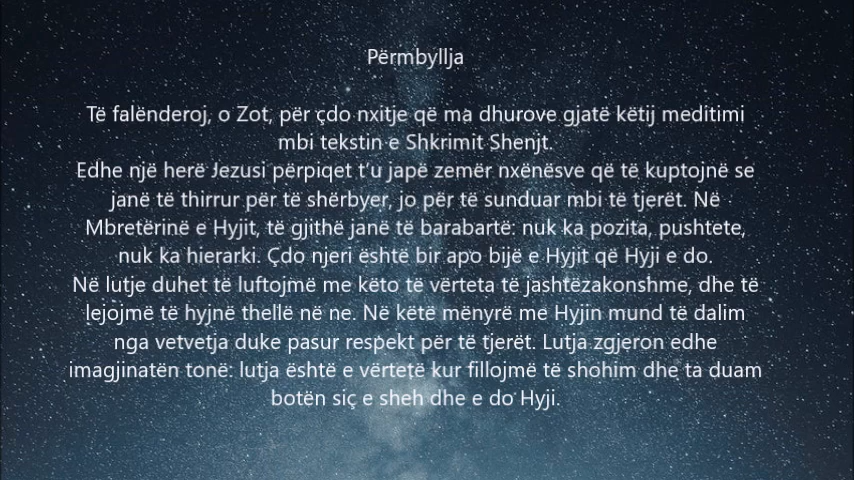 Përmbyllja
Të falënderoj, o Zot, për çdo nxitje që ma dhurove gjatë këtij meditimi
mbi tekstin e Shkrimit Shenjt.
Edhe një herë Jezusi përpiqet t'u japë zemër nxënësve që të kuptojnë se
janë të thirrur për të shërbyer, jo për të sunduar mbi të tjerët. Në
Mbretërinë e Hyjit, të gjithë janë të barabartë: nuk ka pozita, pushtete,
nuk ka hierarki. Çdo njeri është bir apo bijë e Hyjit që Hyji e do.
Në lutje duhet të luftojmë me këto të vërteta të jashtëzakonshme, dhe të
lejojmë të hyjnë thellë në ne. Në këtë mënyrë me Hyjin mund të dalim
nga vetvetja duke pasur respekt për të tjerët. Lutja zgjeron edhe
imagjinatën tonë: lutja është e vërtetë kur fillojmë të shohim dhe ta duam
botën siç e sheh dhe e do Hyji.